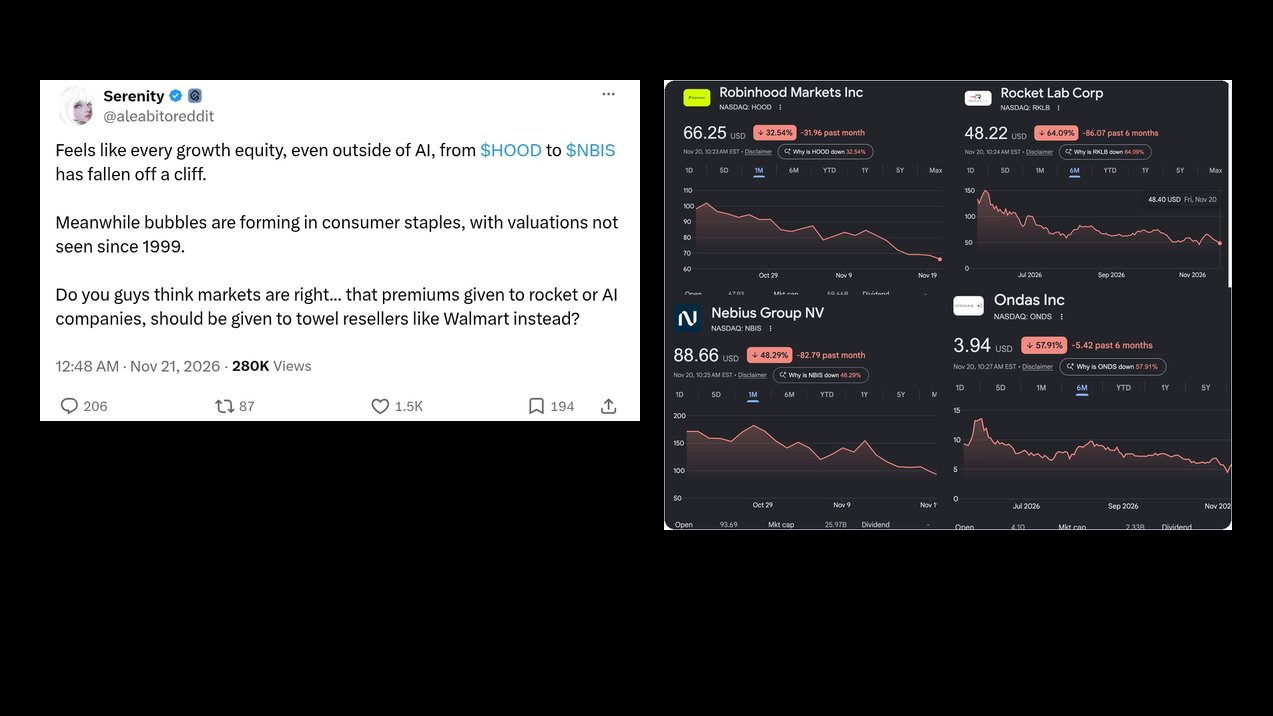 Serenity
@aleabitoreddit
Feels like every growth equity, even outside of AI, from $HOOD to $NBIS
has fallen off a cliff.
Meanwhile bubbles are forming in consumer staples, with valuations not
seen since 1999.
Do you guys think markets are right... that premiums given to rocket or AI
companies, should be given to towel resellers like Walmart instead?
12:48 AM · Nov 21, 2026 · 280K Views
206 87 1.5K 194
Robinhood Markets Inc
NASDAQ: HOOD
66.25 USD ↓ 32.54% -31.96 past month
Nov 20, 10:23 AM EST • Disclaimer Why is HOOD down 32.54%
1D 5D 1M 6M YTD 1Y 5Y Max
110
100
90
80
70
60
Oct 29 Nov 9 Nov 19
Open 67.93 Mkt cap 59.66B Dividend -
Rocket Lab Corp
NASDAQ: RKLB
48.22 USD ↓ 64.09% -86.07 past 6 months
Nov 20, 10:24 AM EST • Disclaimer Why is RKLB down 64.09%
1D 5D 1M 6M YTD 1Y 5Y Max
150
48.40 USD Fri, Nov 20
100
50
0
Jul 2026 Sep 2026 Nov 2026
Nebius Group NV
NASDAQ: NBIS
88.66 USD ↓ 48.29% -82.79 past month
Nov 20, 10:25 AM EST • Disclaimer Why is NBIS down 48.29%
1D 5D 1M 6M YTD 1Y 5Y M
200
150
100
50
Oct 29 Nov 9 Nov 1
Open 93.69 Mkt cap 25.97B Dividend -
Ondas Inc
NASDAQ: ONDS
3.94 USD ↓ 57.91% -5.42 past 6 months
Nov 20, 10:27 AM EST • Disclaimer Why is ONDS down 57.91%
1D 5D 1M 6M YTD 1Y 5Y
15
10
5
0
Jul 2026 Sep 2026 Nov 202
Open 4.10 Mkt cap 2.33B Dividend